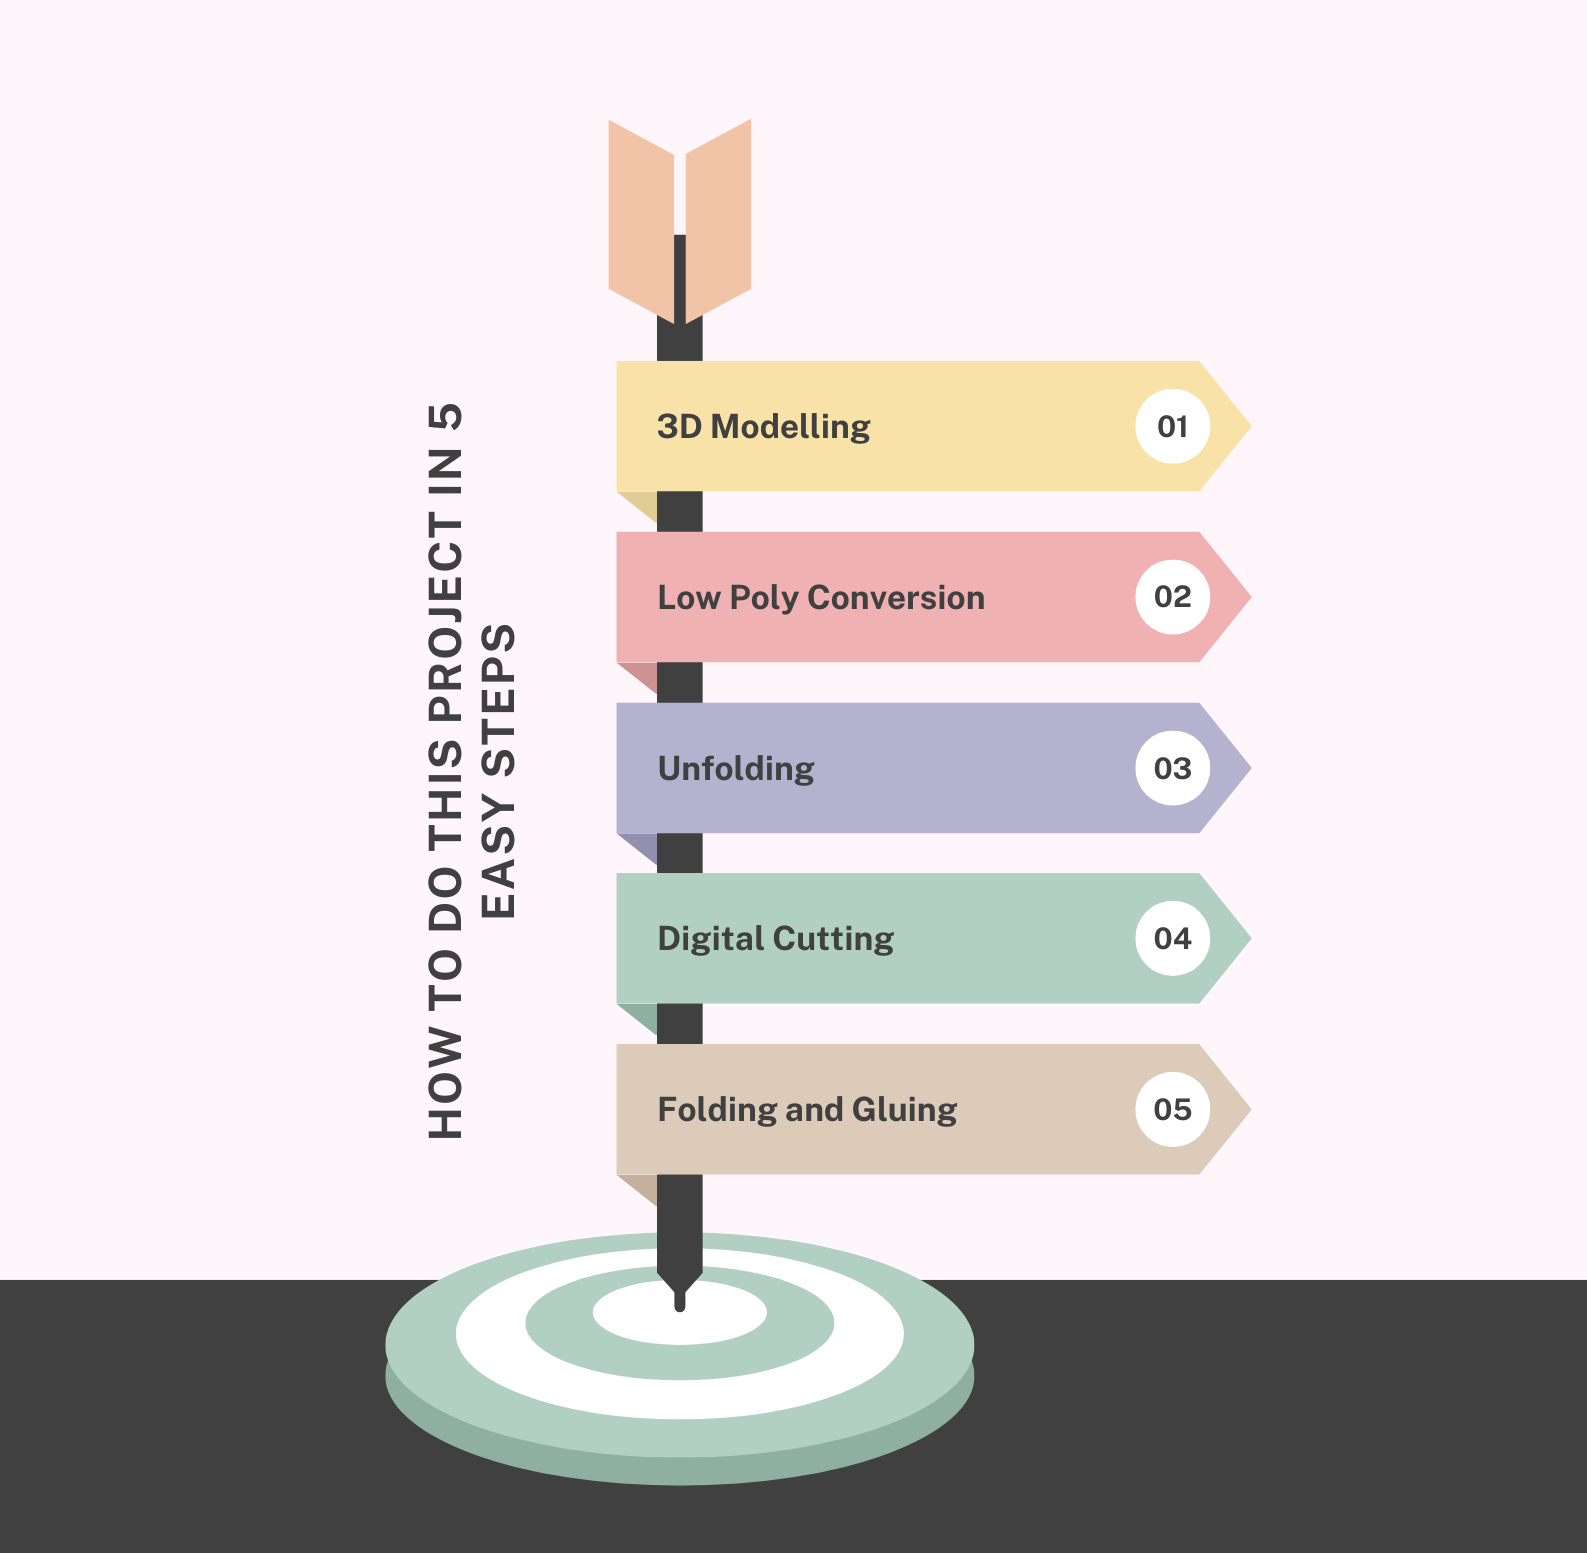 HOW TO DO THIS PROJECT IN 5
EASY STEPS
3D Modelling
01
Low Poly Conversion
02
Unfolding
03
Digital Cutting
04
Folding and Gluing
05